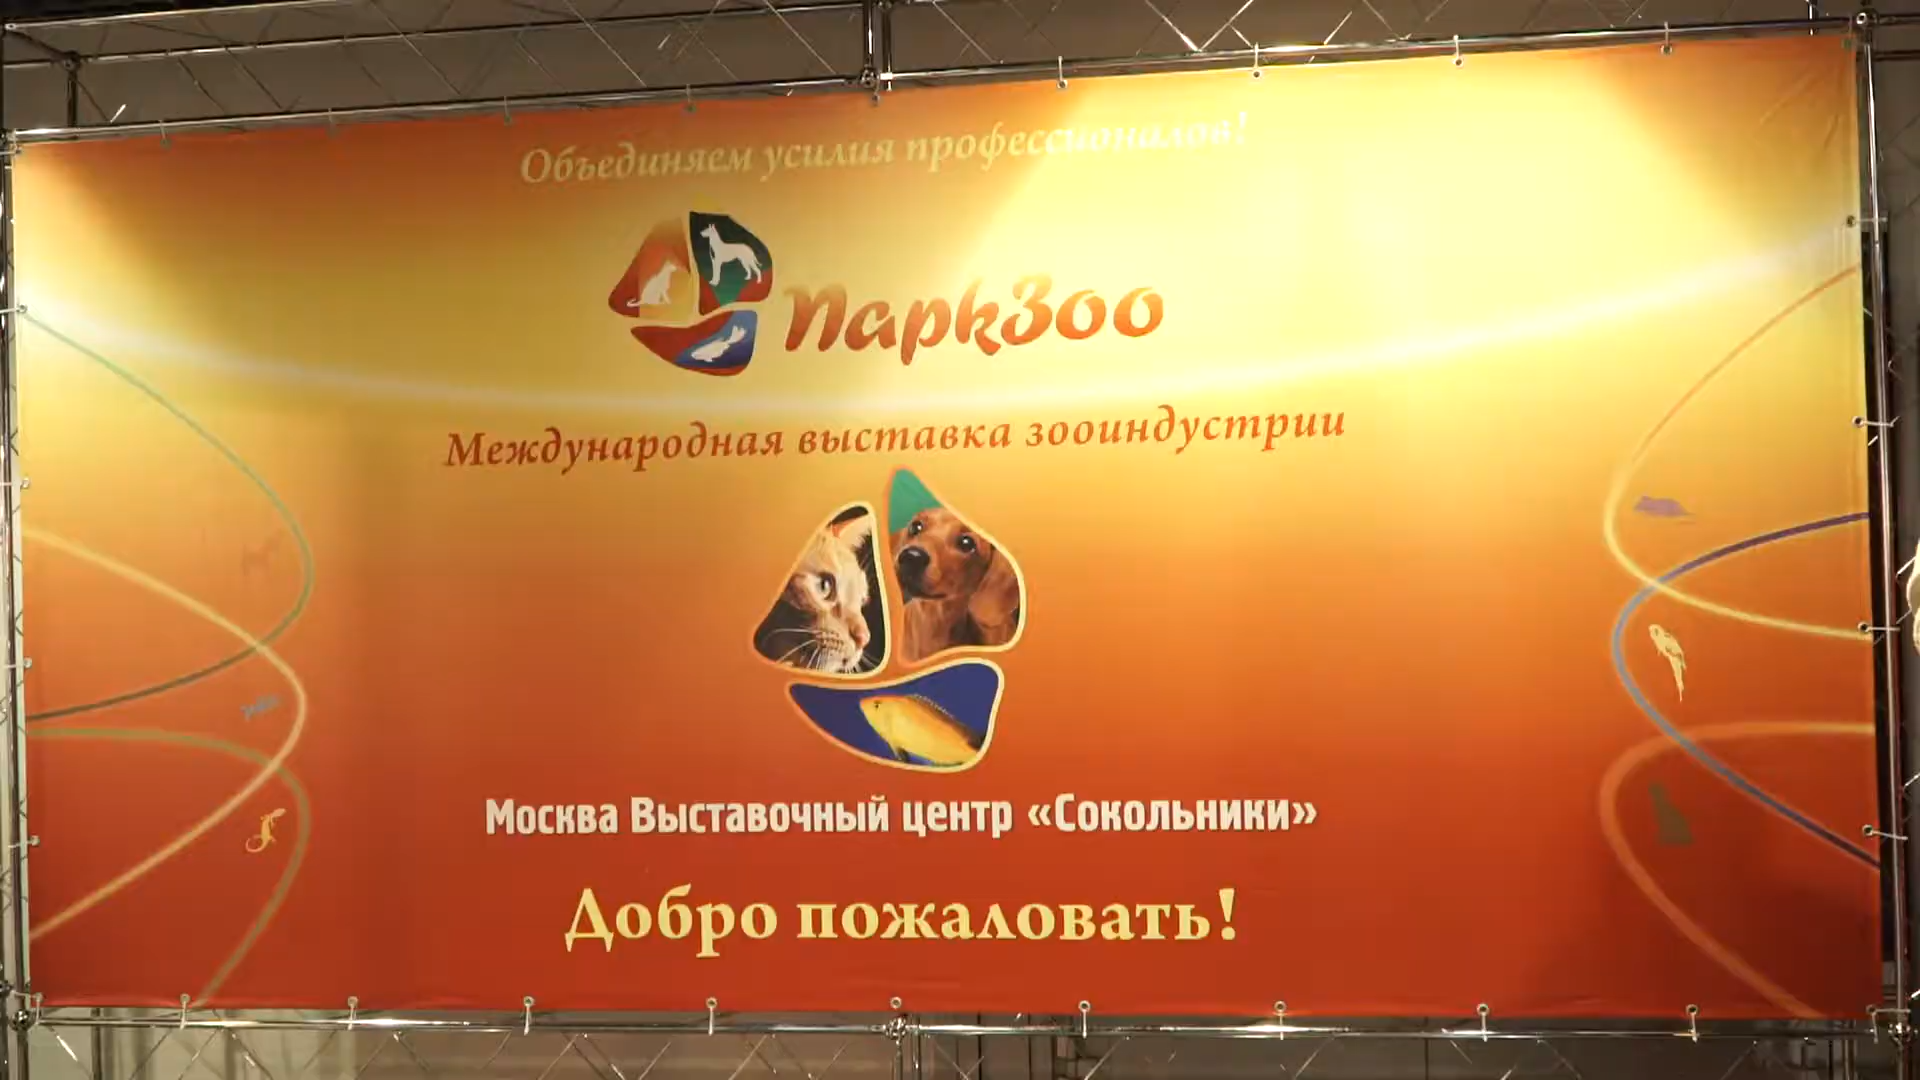 Объединяем усилия профессионалов!
ПаркЗоо
Международная выставка зооиндустрии
Москва Выставочный центр «Сокольники»
Добро пожаловать!